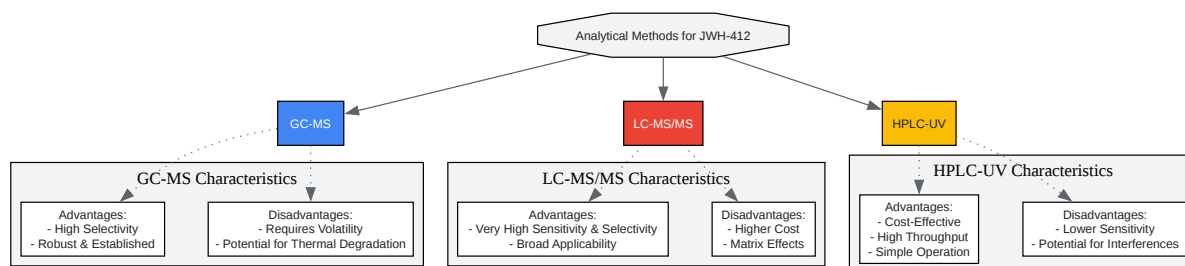 Analytical Methods for JWH-412
GC-MS
LC-MS/MS
HPLC-UV
GC-MS Characteristics
Advantages:
- High Selectivity
- Robust & Established
Disadvantages:
- Requires Volatility
- Potential for Thermal Degradation
LC-MS/MS Characteristics
Advantages:
- Very High Sensitivity & Selectivity
- Broad Applicability
Disadvantages:
- Higher Cost
- Matrix Effects
HPLC-UV Characteristics
Advantages:
- Cost-Effective
- High Throughput
- Simple Operation
Disadvantages:
- Lower Sensitivity
- Potential for Interferences